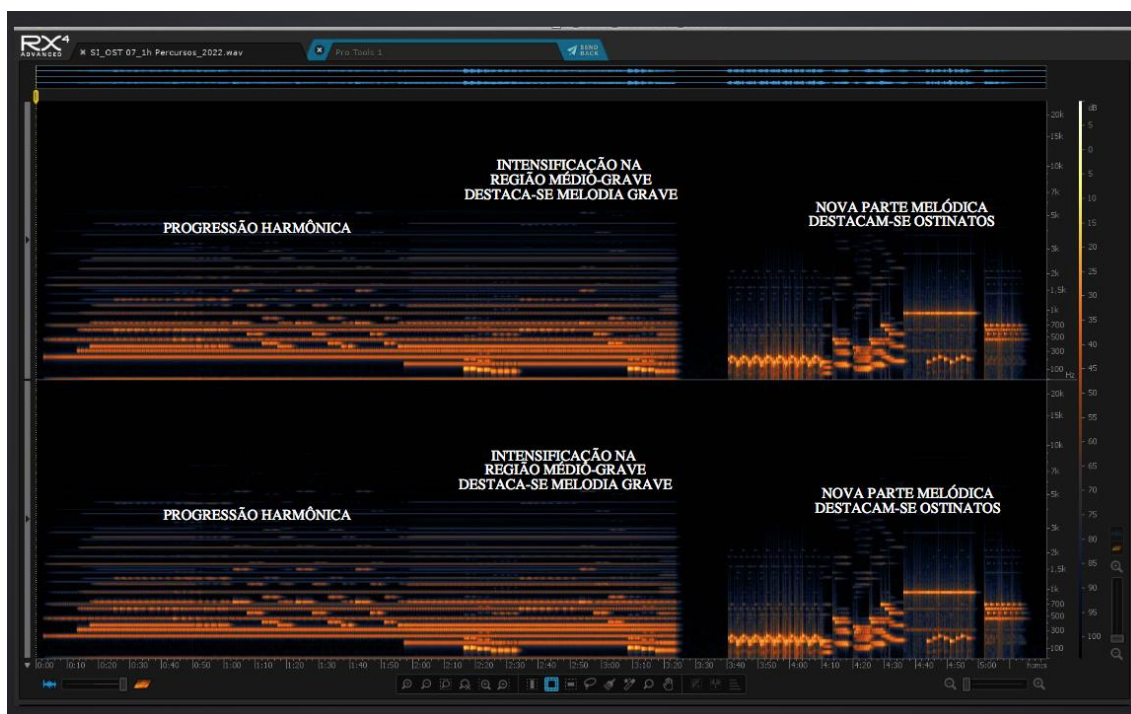 RX4
ADVANCED
× SI_OST 07_1h Percursos_2022.wav
× Pro Tools 1
SEND
BACK
dB
20k
15k
10k
7k
5k
3k
2k
1.5k
1k
700
500
300
100
Hz
5
0
5
10
15
20
25
30
35
40
45
50
55
60
65
70
75
80
85
90
95
100
INTENSIFICAÇÃO NA
REGIÃO MÉDIO-GRAVE
DESTACA-SE MELODIA GRAVE
PROGRESSÃO HARMÔNICA
NOVA PARTE MELÓDICA
DESTACAM-SE OSTINATOS
20k
15k
10k
7k
5k
3k
2k
1.5k
1k
700
500
300
100
INTENSIFICAÇÃO NA
REGIÃO MÉDIO-GRAVE
DESTACA-SE MELODIA GRAVE
PROGRESSÃO HARMÔNICA
NOVA PARTE MELÓDICA
DESTACAM-SE OSTINATOS
0:00 0:10 0:20 0:30 0:40 0:50 1:00 1:10 1:20 1:30 1:40 1:50 2:00 2:10 2:20 2:30 2:40 2:50 3:00 3:10 3:20 3:30 3:40 3:50 4:00 4:10 4:20 4:30 4:40 4:50 5:00 h:m:s